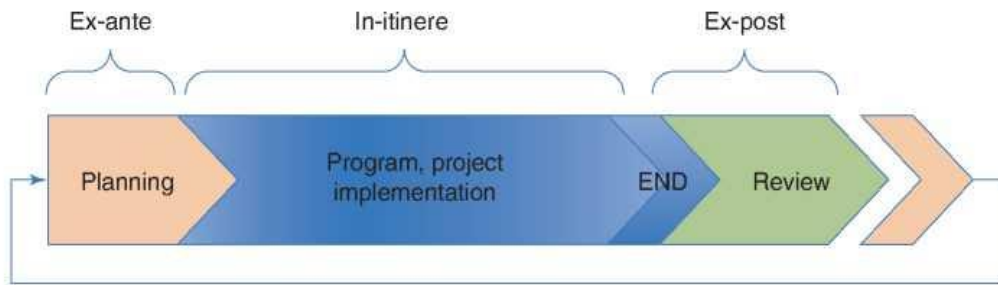 Ex-ante
In-itinere
Ex-post
Planning
Program, project
implementation
END
Review